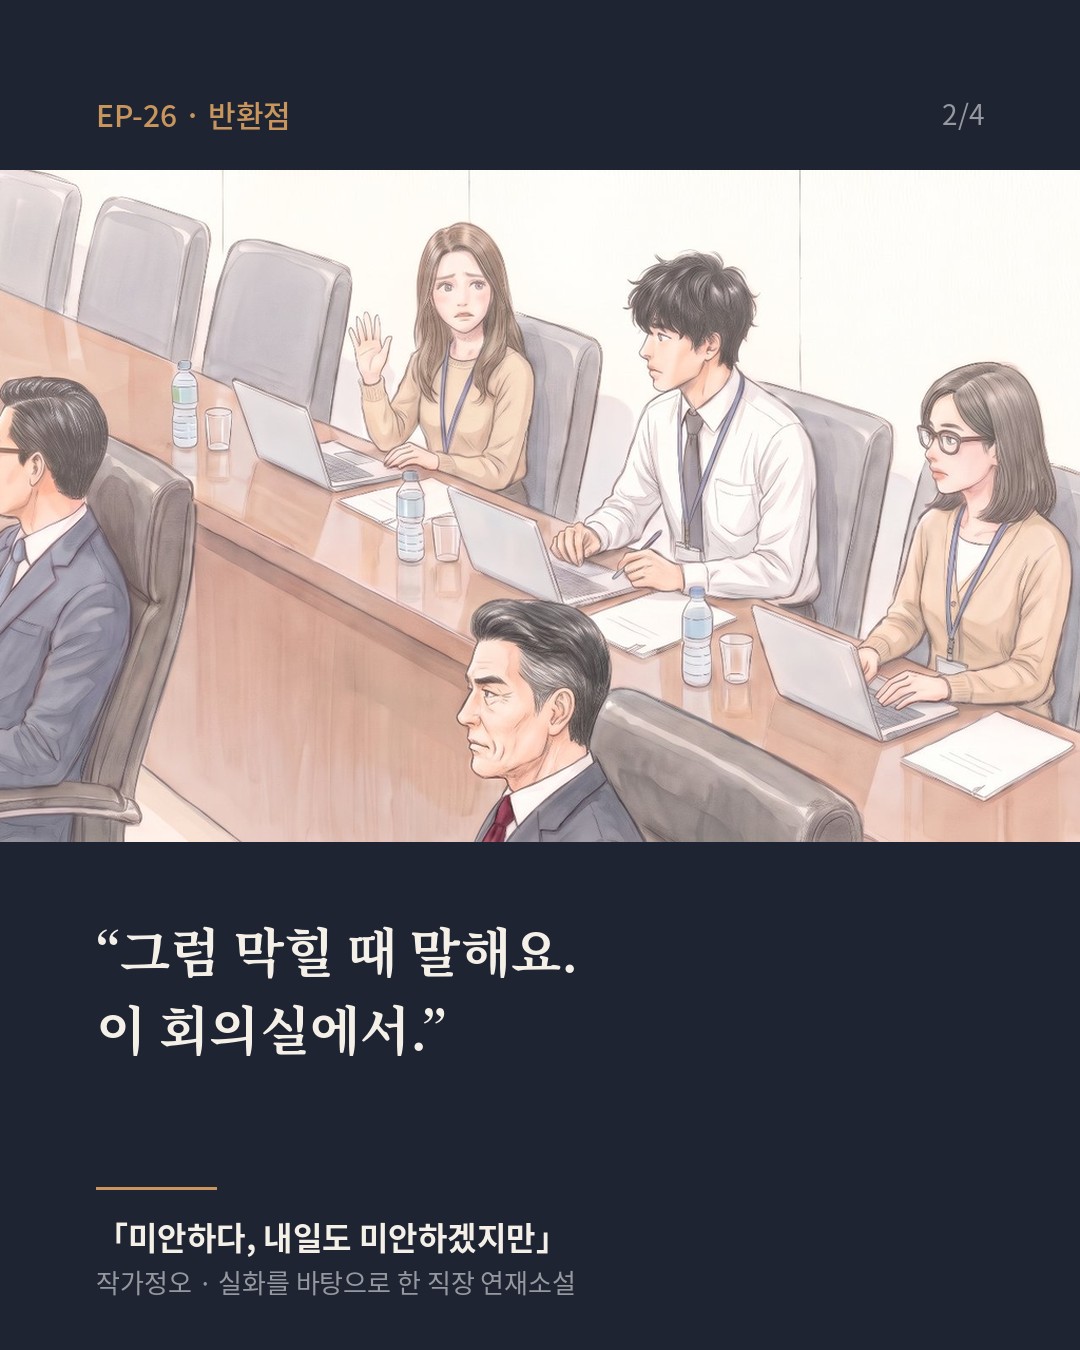 EP-26 · 반환점
2/4
“그럼 막힐 때 말해요.
이 회의실에서.”
「미안하다, 내일도 미안하겠지만」
작가정오 · 실화를 바탕으로 한 직장 연재소설